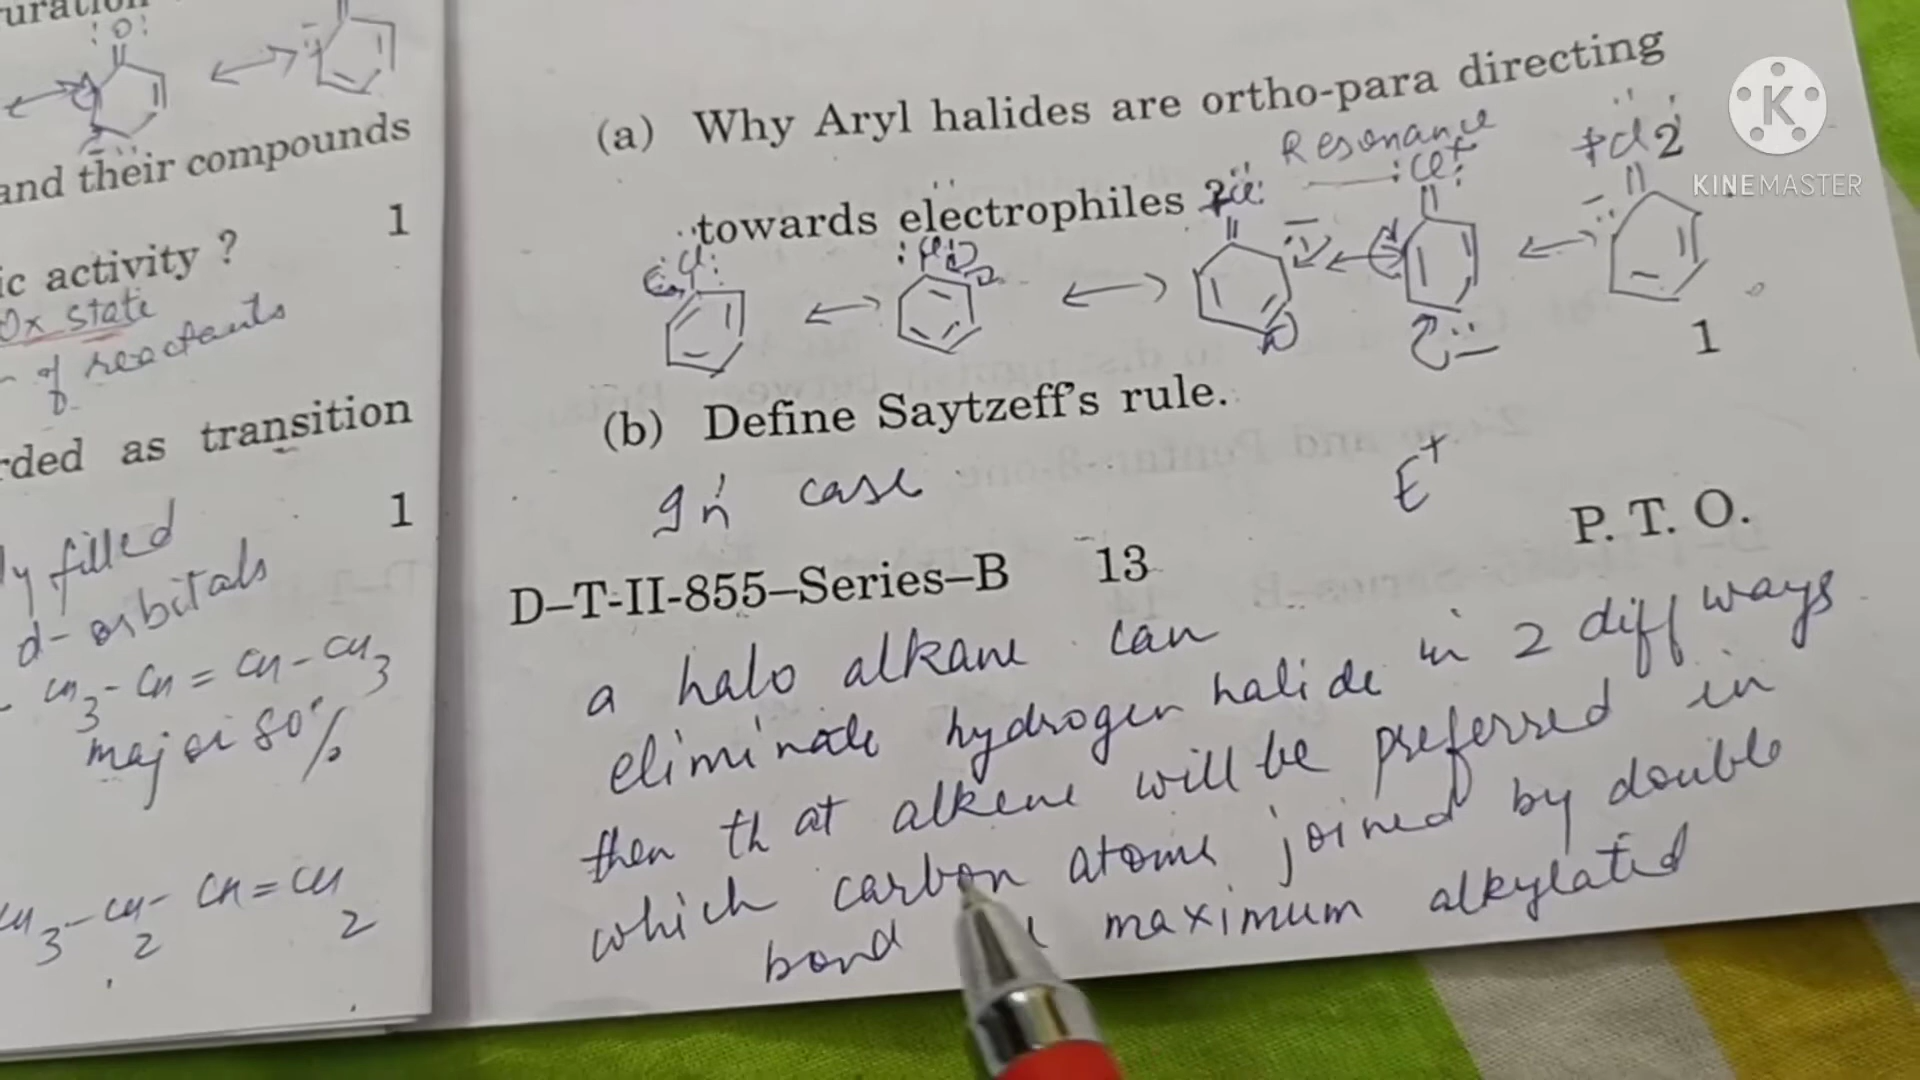 and their compounds
1
ic activity ?
Ox state
of reactants
rded as transition
1
ly filled
d-orbitals
CH3-CH=CH-CH3
major 80%
CH3-CH2-CH=CH2
(a) Why Aryl halides are ortho-para directing
Resonance
towards electrophiles ?
1
(b) Define Saytzeff's rule.
In case
E+
P. T. O.
D–T-II-855–Series–B 13
a halo alkane can
eliminate hydrogen halide in 2 diff ways
then that alkene will be preferred in
which carbon atoms joined by double
bond maximum alkylated
KINEMASTER